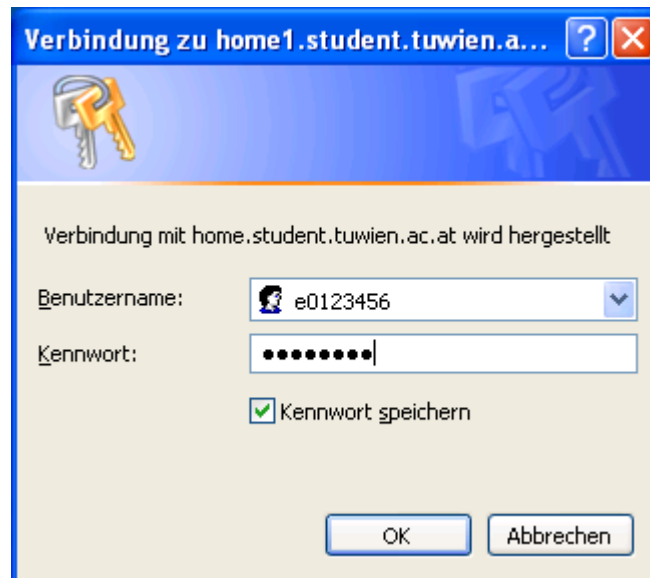 Verbindung zu home1.student.tuwien.a...
Verbindung mit home.student.tuwien.ac.at wird hergestellt
Benutzername: e0123456
Kennwort: ●●●●●●●●
Kennwort speichern
OK Abbrechen